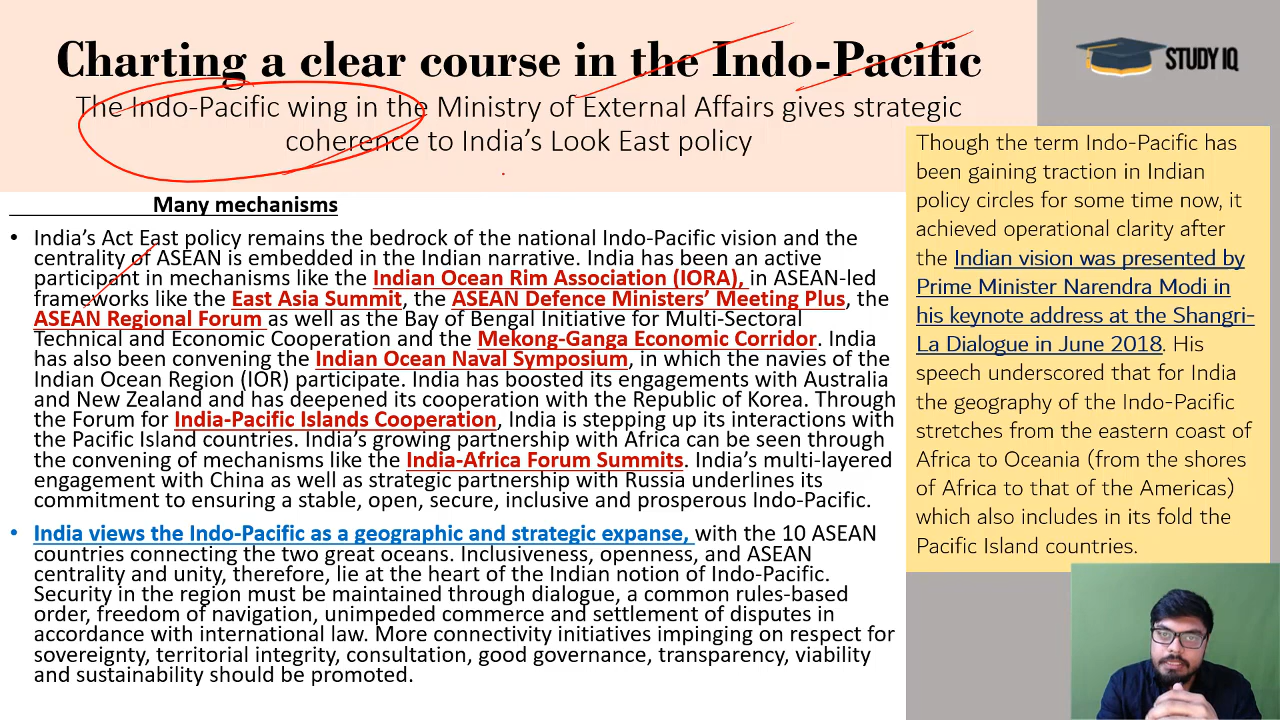 Charting a clear course in the Indo-Pacific
The Indo-Pacific wing in the Ministry of External Affairs gives strategic
coherence to India's Look East policy
STUDY IQ
Many mechanisms
• India's Act East policy remains the bedrock of the national Indo-Pacific vision and the
centrality of ASEAN is embedded in the Indian narrative. India has been an active
participant in mechanisms like the Indian Ocean Rim Association (IORA), in ASEAN-led
frameworks like the East Asia Summit, the ASEAN Defence Ministers' Meeting Plus, the
ASEAN Regional Forum as well as the Bay of Bengal Initiative for Multi-Sectoral
Technical and Economic Cooperation and the Mekong-Ganga Economic Corridor. India
has also been convening the Indian Ocean Naval Symposium, in which the navies of the
Indian Ocean Region (IOR) participate. India has boosted its engagements with Australia
and New Zealand and has deepened its cooperation with the Republic of Korea. Through
the Forum for India-Pacific Islands Cooperation, India is stepping up its interactions with
the Pacific Island countries. India's growing partnership with Africa can be seen through
the convening of mechanisms like the India-Africa Forum Summits. India's multi-layered
engagement with China as well as strategic partnership with Russia underlines its
commitment to ensuring a stable, open, secure, inclusive and prosperous Indo-Pacific.
• India views the Indo-Pacific as a geographic and strategic expanse, with the 10 ASEAN
countries connecting the two great oceans. Inclusiveness, openness, and ASEAN
centrality and unity, therefore, lie at the heart of the Indian notion of Indo-Pacific.
Security in the region must be maintained through dialogue, a common rules-based
order, freedom of navigation, unimpeded commerce and settlement of disputes in
accordance with international law. More connectivity initiatives impinging on respect for
sovereignty, territorial integrity, consultation, good governance, transparency, viability
and sustainability should be promoted.
Though the term Indo-Pacific has
been gaining traction in Indian
policy circles for some time now, it
achieved operational clarity after
the Indian vision was presented by
Prime Minister Narendra Modi in
his keynote address at the Shangri-
La Dialogue in June 2018. His
speech underscored that for India
the geography of the Indo-Pacific
stretches from the eastern coast of
Africa to Oceania (from the shores
of Africa to that of the Americas)
which also includes in its fold the
Pacific Island countries.